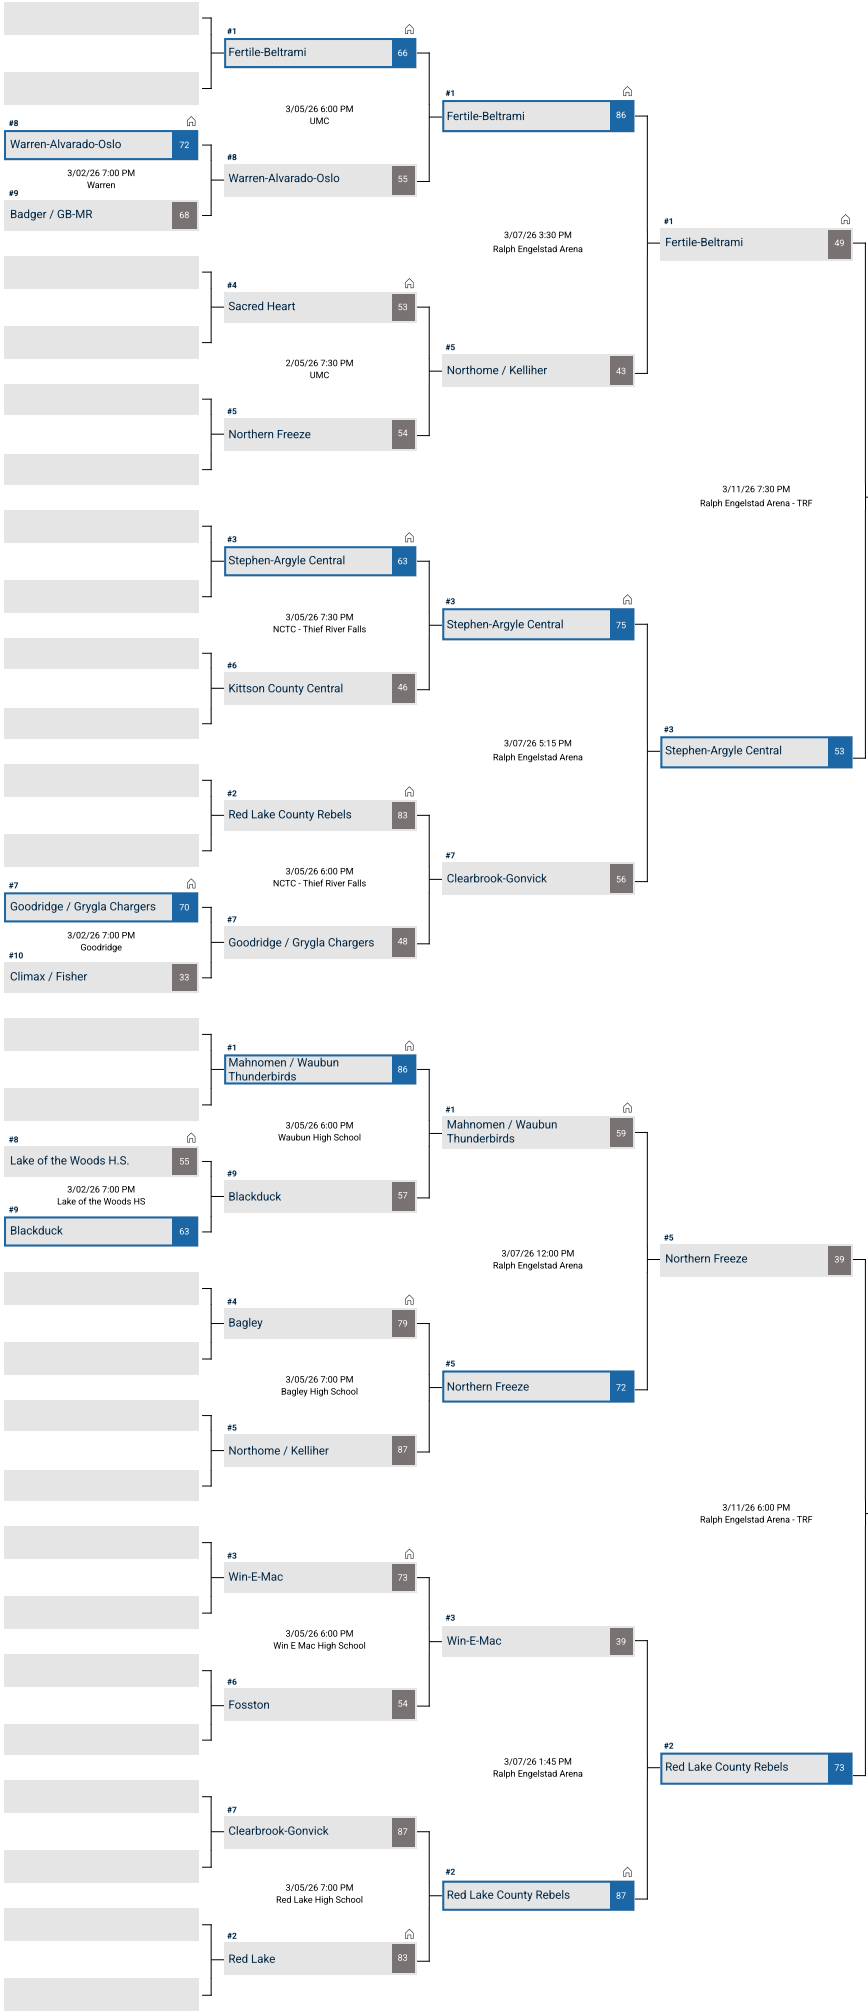 #1
Fertile-Beltrami 66
3/05/26 6:00 PM
UMC
#8
Warren-Alvarado-Oslo 55
#8
Warren-Alvarado-Oslo 72
3/02/26 7:00 PM
Warren
#9
Badger / GB-MR 68
#1
Fertile-Beltrami 86
3/07/26 3:30 PM
Ralph Engelstad Arena
#1
Fertile-Beltrami 49
#4
Sacred Heart 53
2/05/26 7:30 PM
UMC
#5
Northern Freeze 54
#5
Northome / Kelliher 43
3/11/26 7:30 PM
Ralph Engelstad Arena - TRF
#3
Stephen-Argyle Central 63
3/05/26 7:30 PM
NCTC - Thief River Falls
#6
Kittson County Central 46
#3
Stephen-Argyle Central 75
3/07/26 5:15 PM
Ralph Engelstad Arena
#3
Stephen-Argyle Central 53
#2
Red Lake County Rebels 83
3/05/26 6:00 PM
NCTC - Thief River Falls
#7
Goodridge / Grygla Chargers 48
#7
Clearbrook-Gonvick 56
#7
Goodridge / Grygla Chargers 70
3/02/26 7:00 PM
Goodridge
#10
Climax / Fisher 33
#1
Mahnomen / Waubun
Thunderbirds 86
3/05/26 6:00 PM
Waubun High School
#9
Blackduck 57
#8
Lake of the Woods H.S. 55
3/02/26 7:00 PM
Lake of the Woods HS
#9
Blackduck 63
#1
Mahnomen / Waubun
Thunderbirds 59
3/07/26 12:00 PM
Ralph Engelstad Arena
#5
Northern Freeze 39
#4
Bagley 79
3/05/26 7:00 PM
Bagley High School
#5
Northome / Kelliher 87
#5
Northern Freeze 72
3/11/26 6:00 PM
Ralph Engelstad Arena - TRF
#3
Win-E-Mac 73
3/05/26 6:00 PM
Win E Mac High School
#6
Fosston 54
#3
Win-E-Mac 39
3/07/26 1:45 PM
Ralph Engelstad Arena
#2
Red Lake County Rebels 73
#7
Clearbrook-Gonvick 87
3/05/26 7:00 PM
Red Lake High School
#2
Red Lake 83
#2
Red Lake County Rebels 87